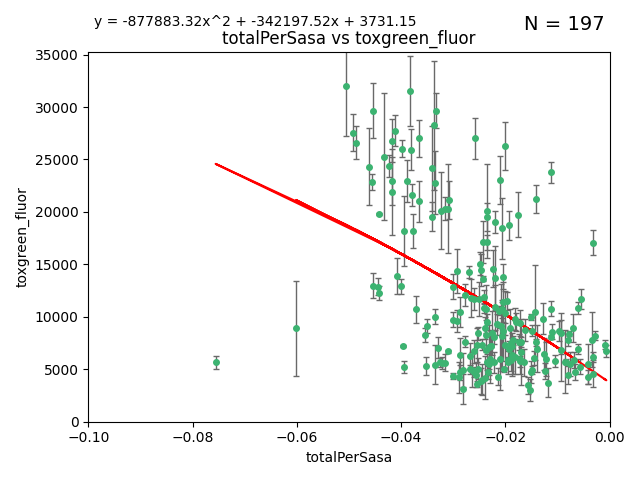 y = -877883.32x^2 + -342197.52x + 3731.15
N = 197
totalPerSasa vs toxgreen_fluor
35000
30000
25000
20000
15000
10000
5000
0
toxgreen_fluor
−0.10
−0.08
−0.06
−0.04
−0.02
0.00
totalPerSasa